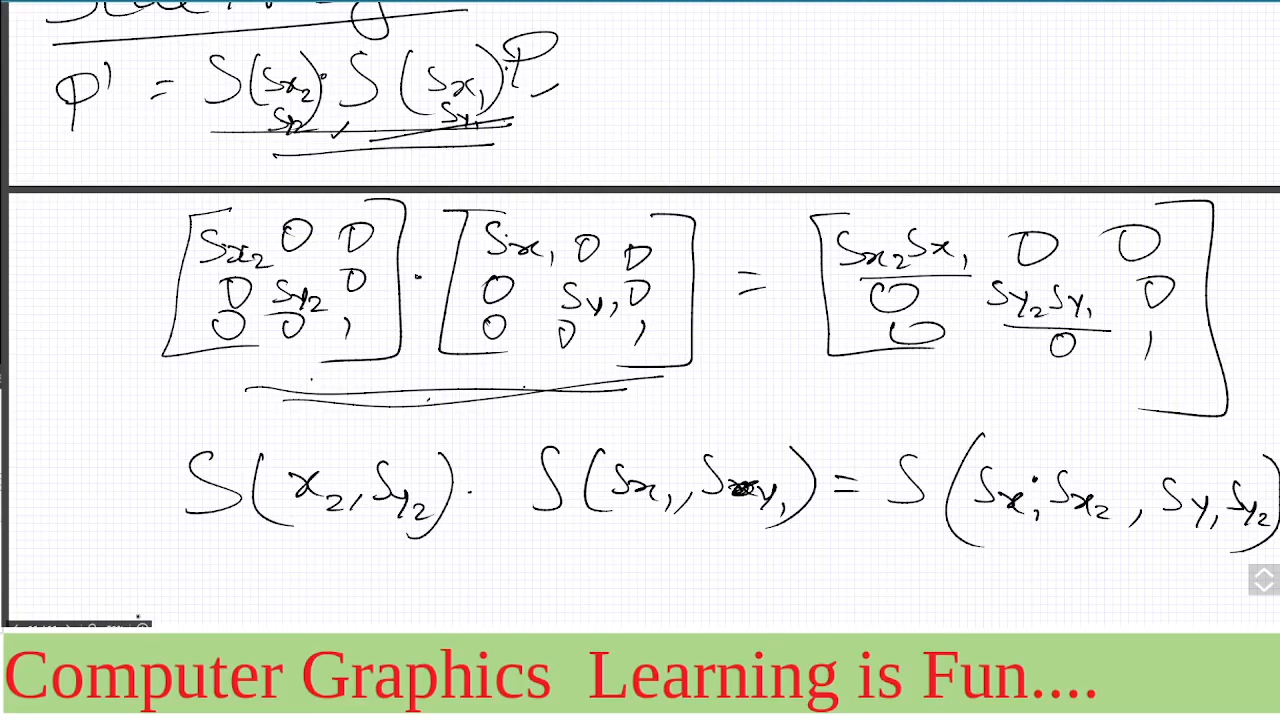 P' = S(Sx₂, Sy₂) . S(Sx₁, Sy₁) . P
[Sx₂ 0 0] . [Sx₁ 0 0] = [Sx₂Sx₁ 0 0]
[0 Sy₂ 0] [0 Sy₁ 0] [0 Sy₂Sy₁ 0]
[0 0 1] [0 0 1] [0 0 1]
S(x₂, Sy₂) . S(Sx₁, Sy₁) = S(Sx₁ . Sx₂, Sy₁ Sy₂)
Computer Graphics Learning is Fun....